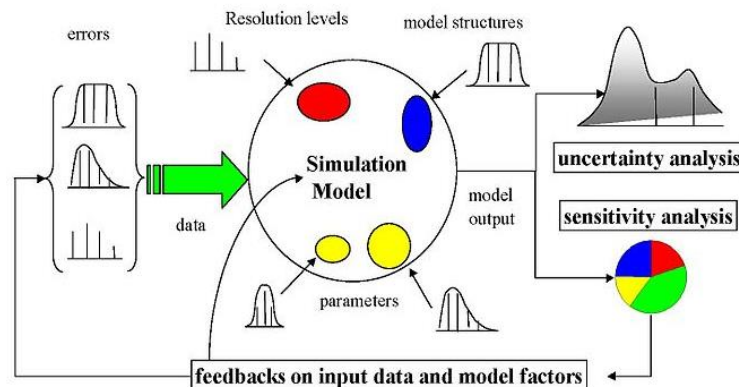 Resolution levels
model structures
errors
uncertainty analysis
Simulation
Model
model
output
sensitivity analysis
data
parameters
feedbacks on input data and model factors